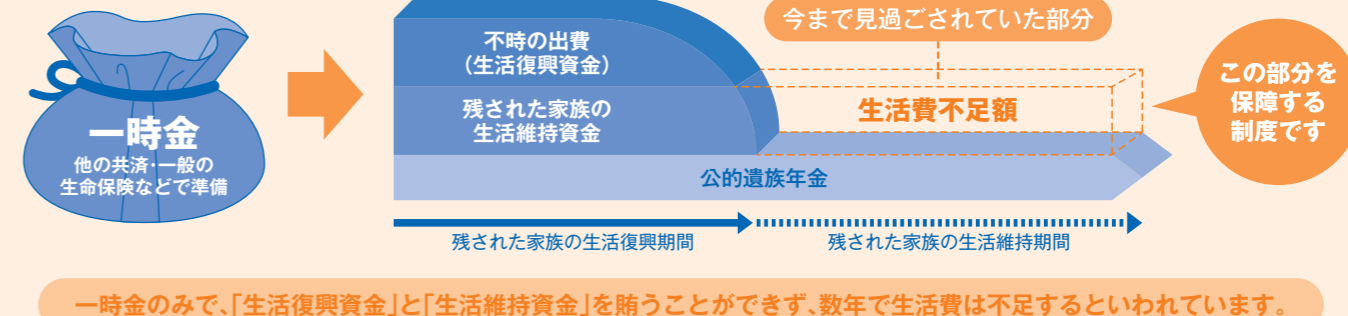 一時金
他の共済・一般の
生命保険などで準備
不時の出費
(生活復興資金)
残された家族の
生活維持資金
今まで見過ごされていた部分
生活費不足額
この部分を
保障する
制度です
公的遺族年金
残された家族の生活復興期間
残された家族の生活維持期間
一時金のみで、「生活復興資金」と「生活維持資金」を賄うことができず、数年で生活費は不足するといわれています。